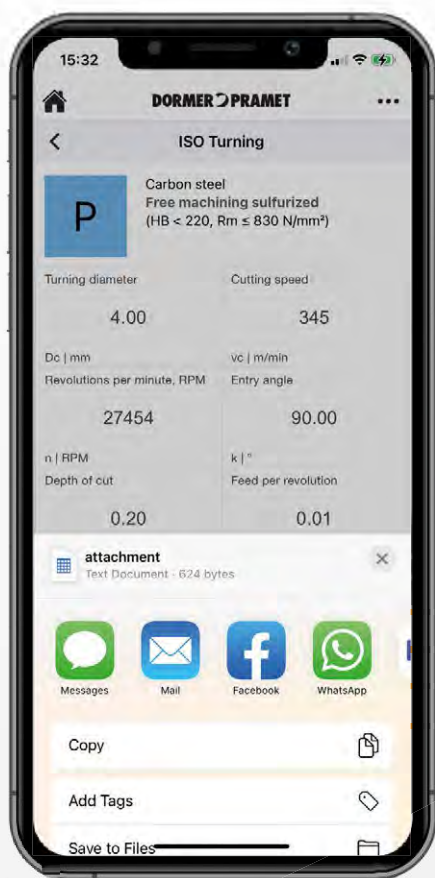 15:32
DORMER PRAMET
ISO Turning
P
Carbon steel
Free machining sulfurized
(HB < 220, Rm ≤ 830 N/mm²)
Turning diameter
Cutting speed
4.00
345
Dc | mm
vc | m/min
Revolutions per minute, RPM
Entry angle
27454
90.00
n | RPM
k | °
Depth of cut
Feed per revolution
0.20
0.01
attachment
Text Document · 624 bytes
Messages
Mail
Facebook
WhatsApp
Copy
Add Tags
Save to Files